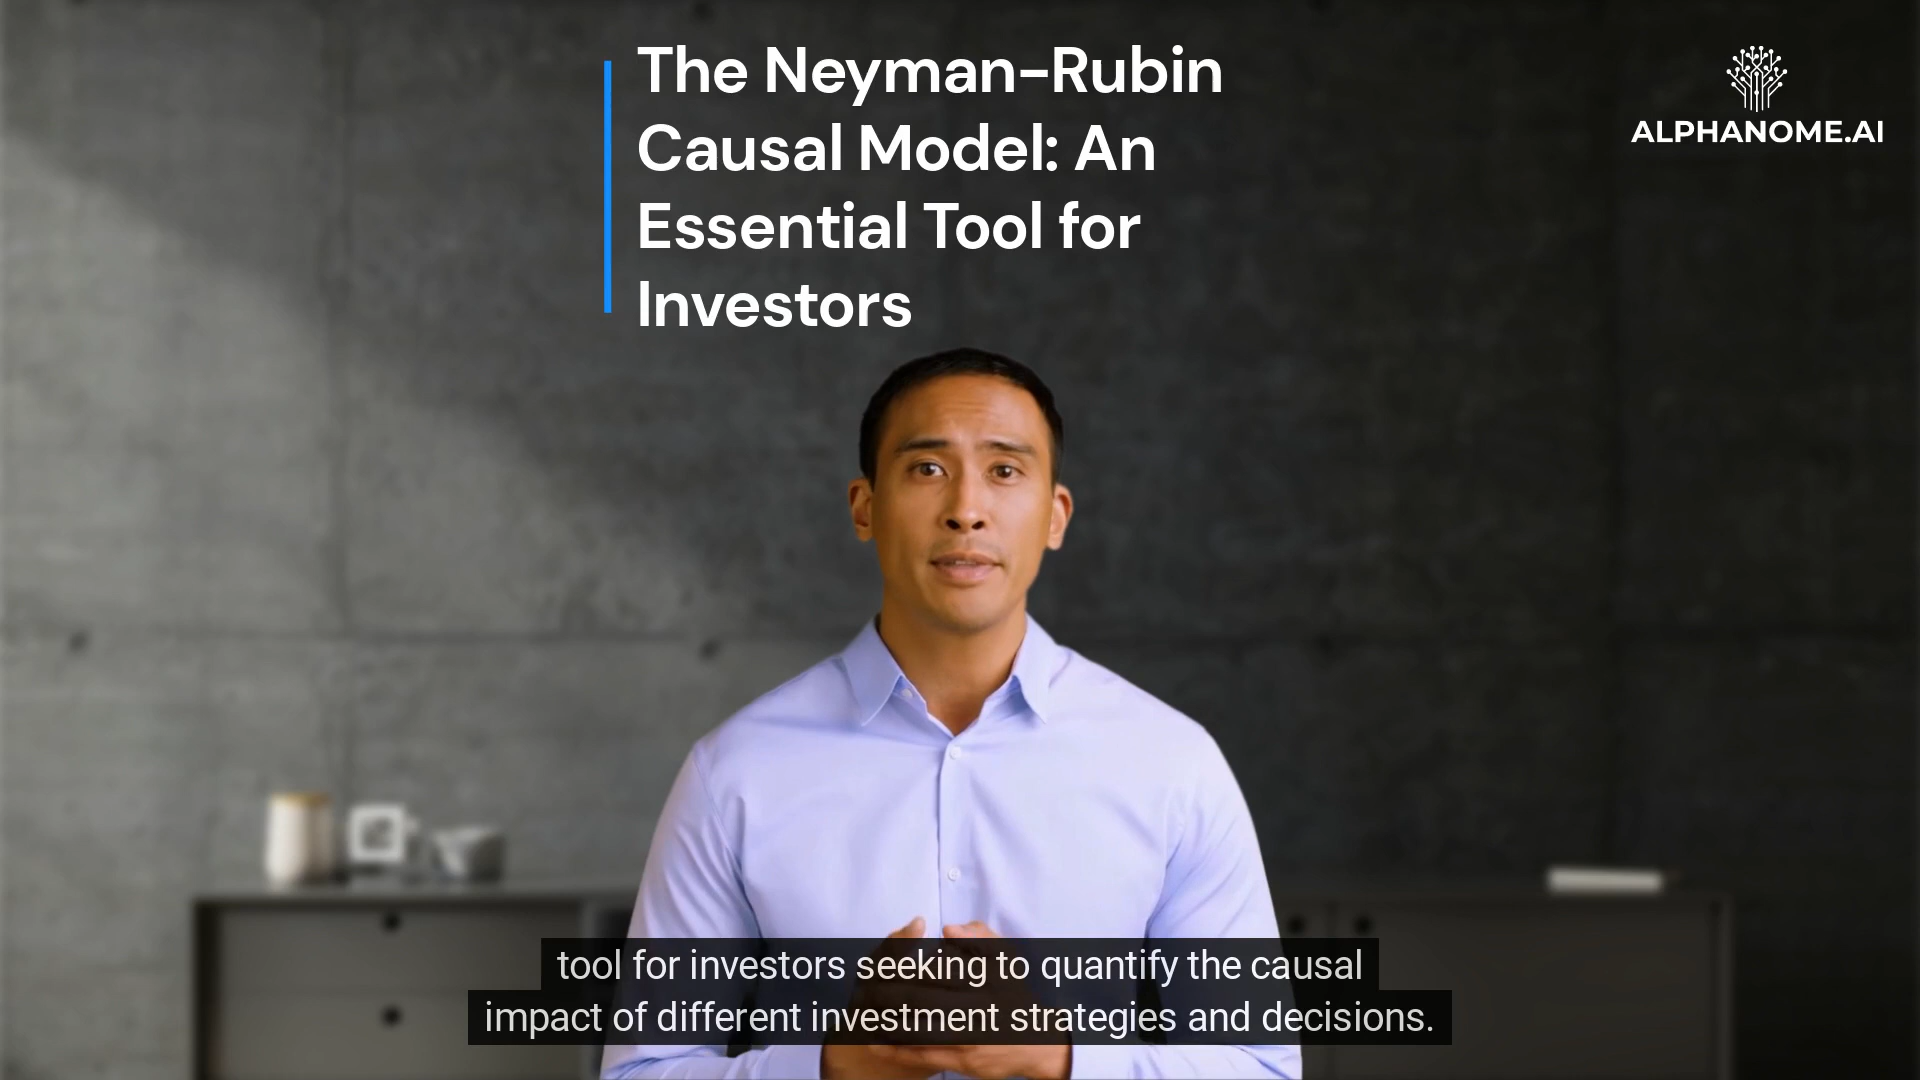 The Neyman–Rubin
Causal Model: An
Essential Tool for
Investors
ALPHANOME.AI
tool for investors seeking to quantify the causal
impact of different investment strategies and decisions.